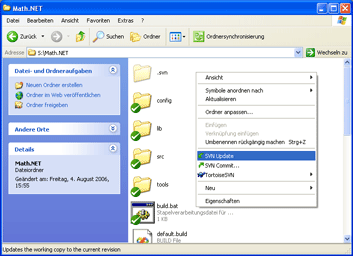 Math.NET
Datei Bearbeiten Ansicht Favoriten Extras ?
Zurück Suchen Ordner Ordnersynchronisierung
Adresse S:\Math.NET Wechseln zu
Datei- und Ordneraufgaben
Neuen Ordner erstellen
Ordner im Web veröffentlichen
Ordner freigeben
Andere Orte
Details
Math.NET
Dateiordner
Geändert am: Freitag, 4. August 2006,
15:55
.svn
config
lib
src
tools
build.bat
Stapelverarbeitungsdatei für ...
1 KB
default.build
BUILD File
Ansicht
Symbole anordnen nach
Aktualisieren
Ordner anpassen...
Einfügen
Verknüpfung einfügen
Umbenennen rückgängig machen Strg+Z
SVN Update
SVN Commit...
TortoiseSVN
Neu
Eigenschaften
Updates the working copy to the current revision